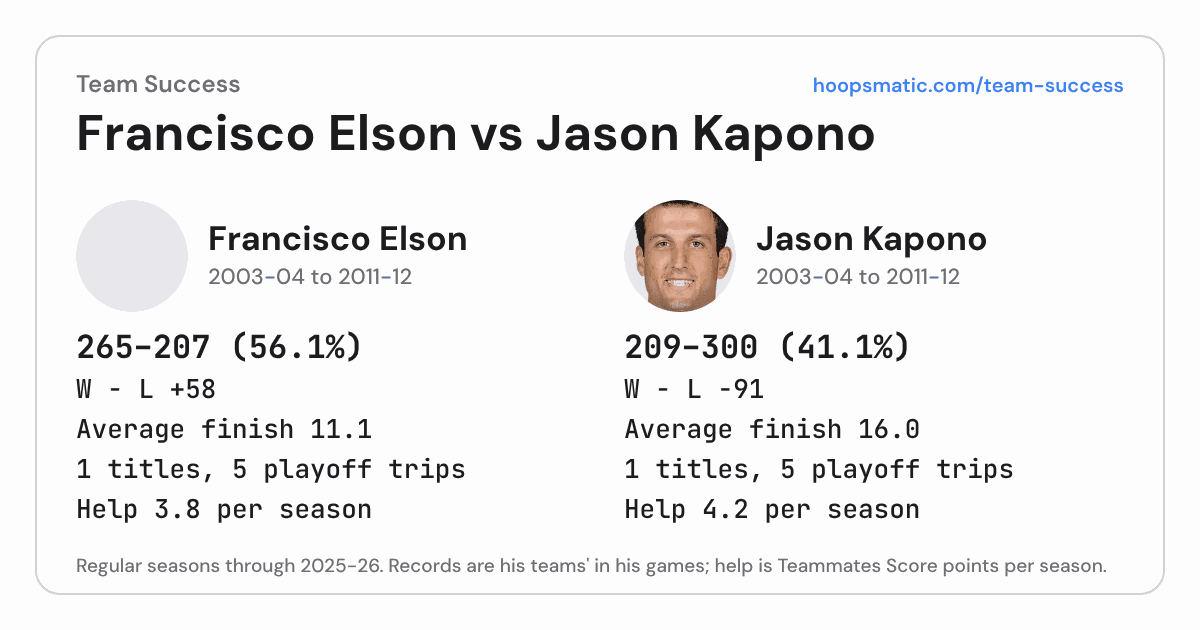 Team Success
hoopsmatic.com/team-success
Francisco Elson vs Jason Kapono
Francisco Elson
2003-04 to 2011-12
265-207 (56.1%)
W - L +58
Average finish 11.1
1 titles, 5 playoff trips
Help 3.8 per season
Jason Kapono
2003-04 to 2011-12
209-300 (41.1%)
W - L -91
Average finish 16.0
1 titles, 5 playoff trips
Help 4.2 per season
Regular seasons through 2025-26. Records are his teams' in his games; help is Teammates Score points per season.